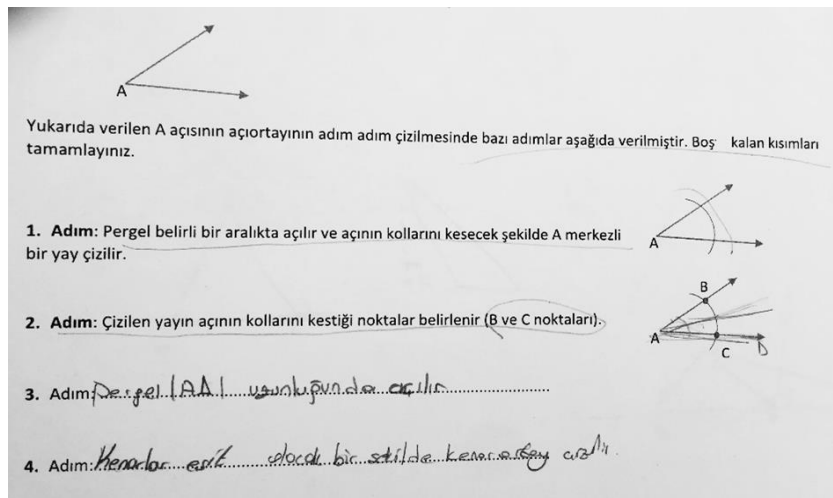 A
Yukarıda verilen A açısının açıortayının adım adım çizilmesinde bazı adımlar aşağıda verilmiştir. Boş kalan kısımları
tamamlayınız.
1. Adım: Pergel belirli bir aralıkta açılır ve açının kollarını kesecek şekilde A merkezli
bir yay çizilir.
A
2. Adım: Çizilen yayın açının kollarını kestiği noktalar belirlenir (B ve C noktaları).
B
A
C
D
3. Adım: Pergel uzunluğunda açılır
4. Adım: Kenarlar eşit olacak bir şekilde